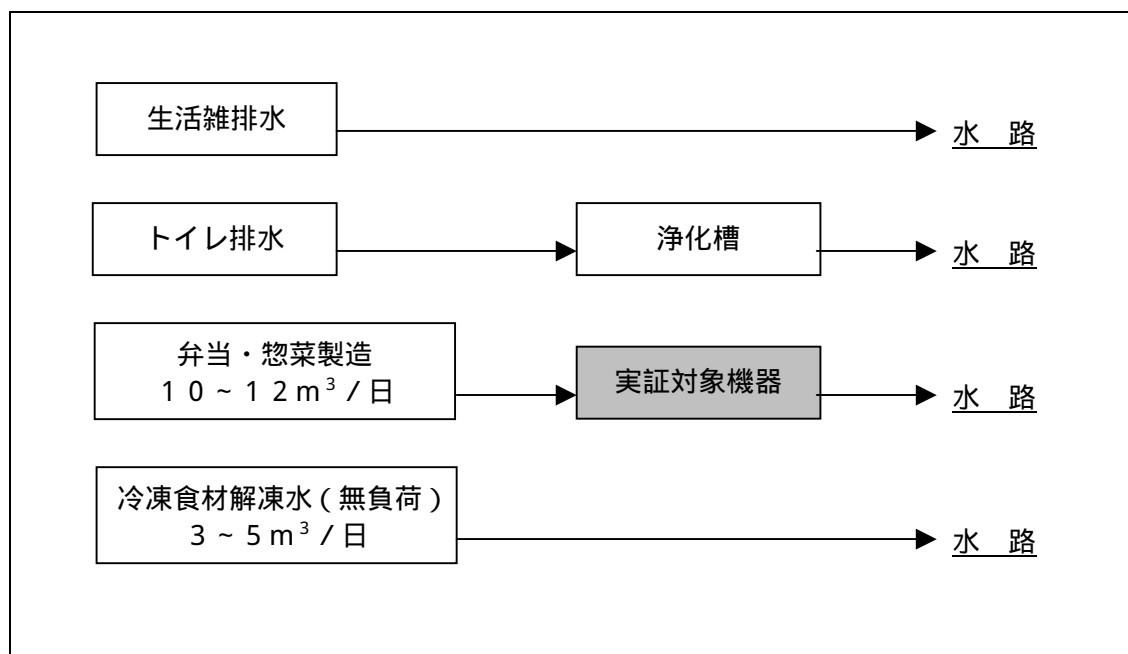 生活雑排水
水　路
トイレ排水
浄化槽
水　路
弁当・惣菜製造
１０~１２m³/日
実証対象機器
水　路
冷凍食材解凍水(無負荷)
３~５m³/日
水　路